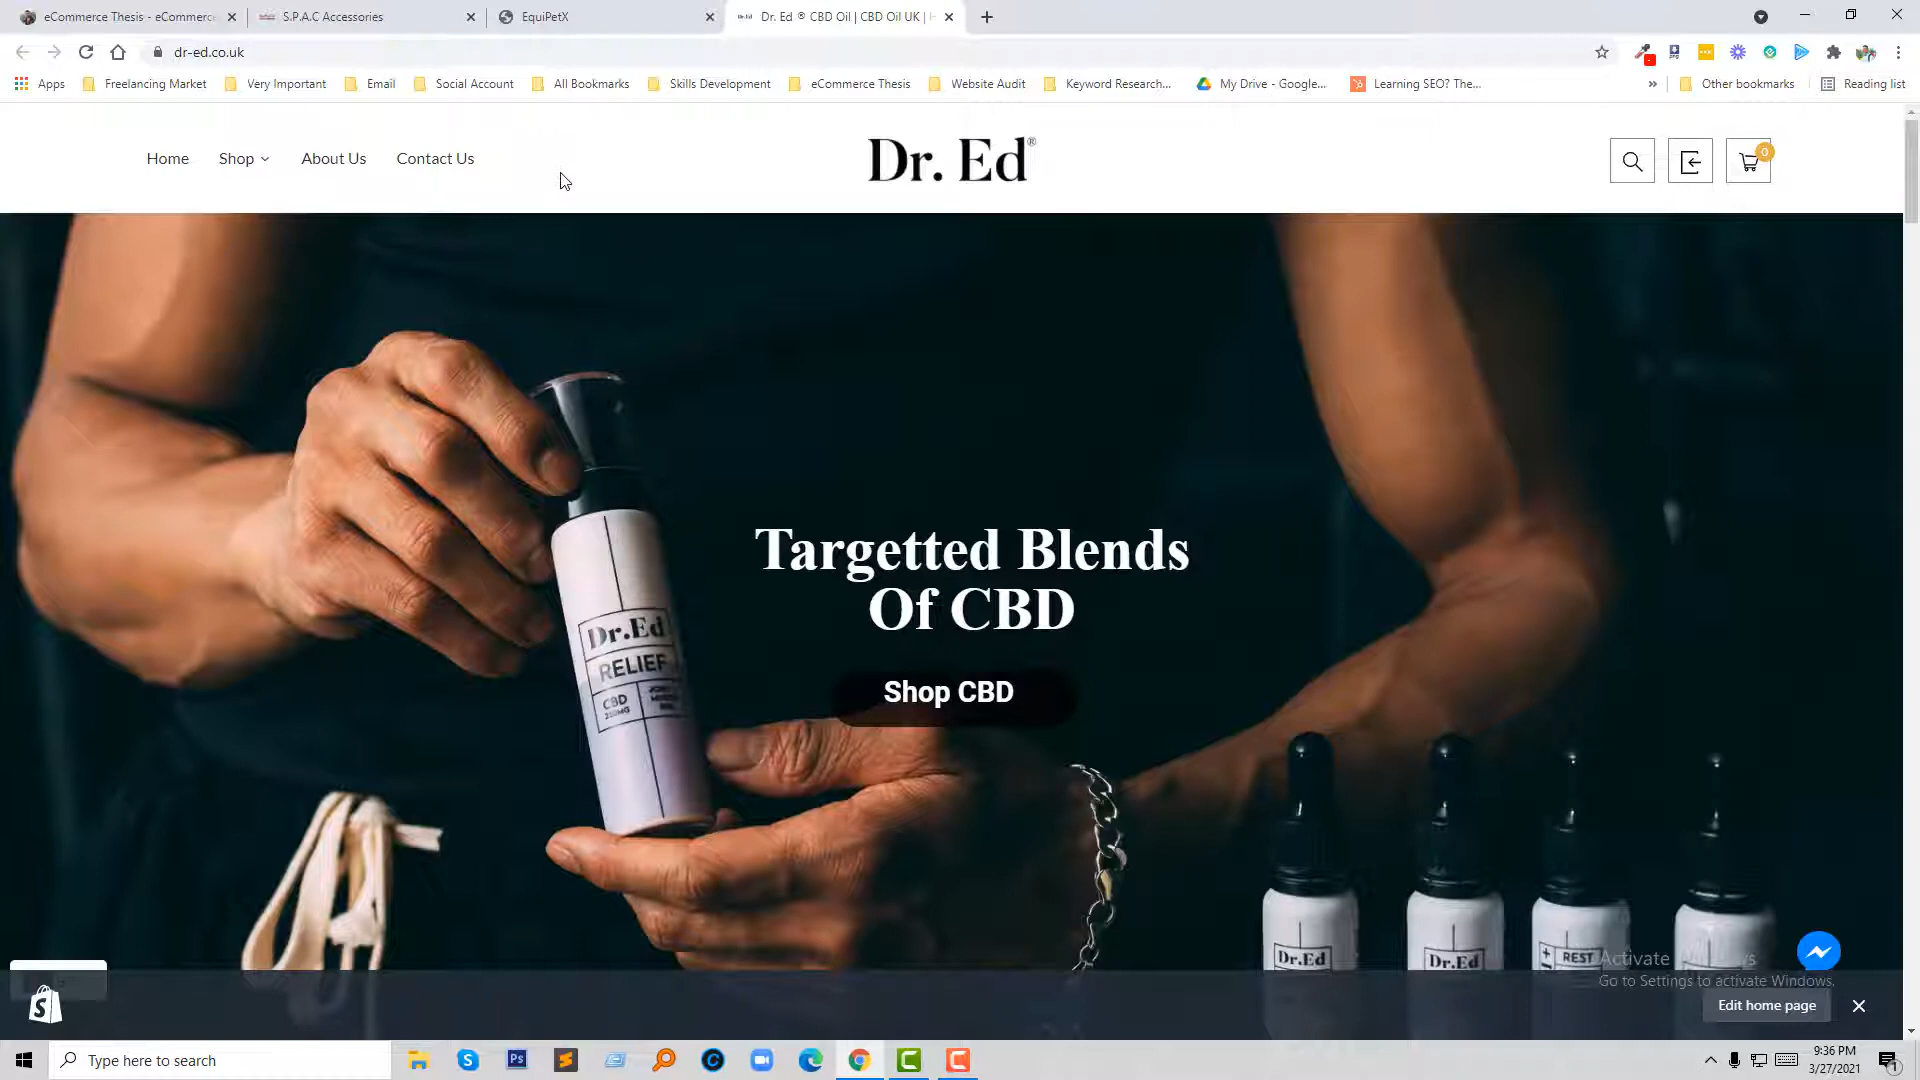 eCommerce Thesis - eCommerce
S.P.A.C Accessories
EquiPetX
Dr. Ed ® CBD Oil | CBD Oil UK |
dr-ed.co.uk
Apps
Freelancing Market
Very Important
Email
Social Account
All Bookmarks
Skills Development
eCommerce Thesis
Website Audit
Keyword Research...
My Drive - Google...
Learning SEO? The...
»
Other bookmarks
Reading list
Home
Shop
About Us
Contact Us
Dr. Ed®
0
Targetted Blends
Of CBD
Shop CBD
Dr.Ed
RELIEF
CBD
Dr.Ed
Dr.Ed
REST
Activate Windows
Go to Settings to activate Windows.
Edit home page
Type here to search
9:36 PM
3/27/2021